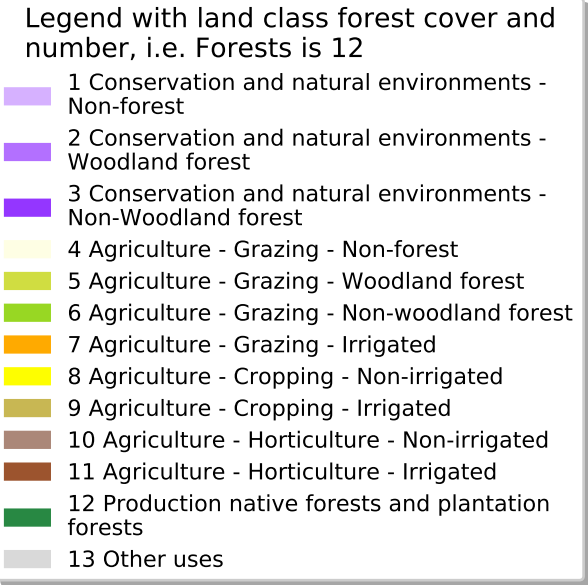 Legend with land class forest cover and
number, i.e. Forests is 12
1 Conservation and natural environments -
Non-forest
2 Conservation and natural environments -
Woodland forest
3 Conservation and natural environments -
Non-Woodland forest
4 Agriculture - Grazing - Non-forest
5 Agriculture - Grazing - Woodland forest
6 Agriculture - Grazing - Non-woodland forest
7 Agriculture - Grazing - Irrigated
8 Agriculture - Cropping - Non-irrigated
9 Agriculture - Cropping - Irrigated
10 Agriculture - Horticulture - Non-irrigated
11 Agriculture - Horticulture - Irrigated
12 Production native forests and plantation
forests
13 Other uses